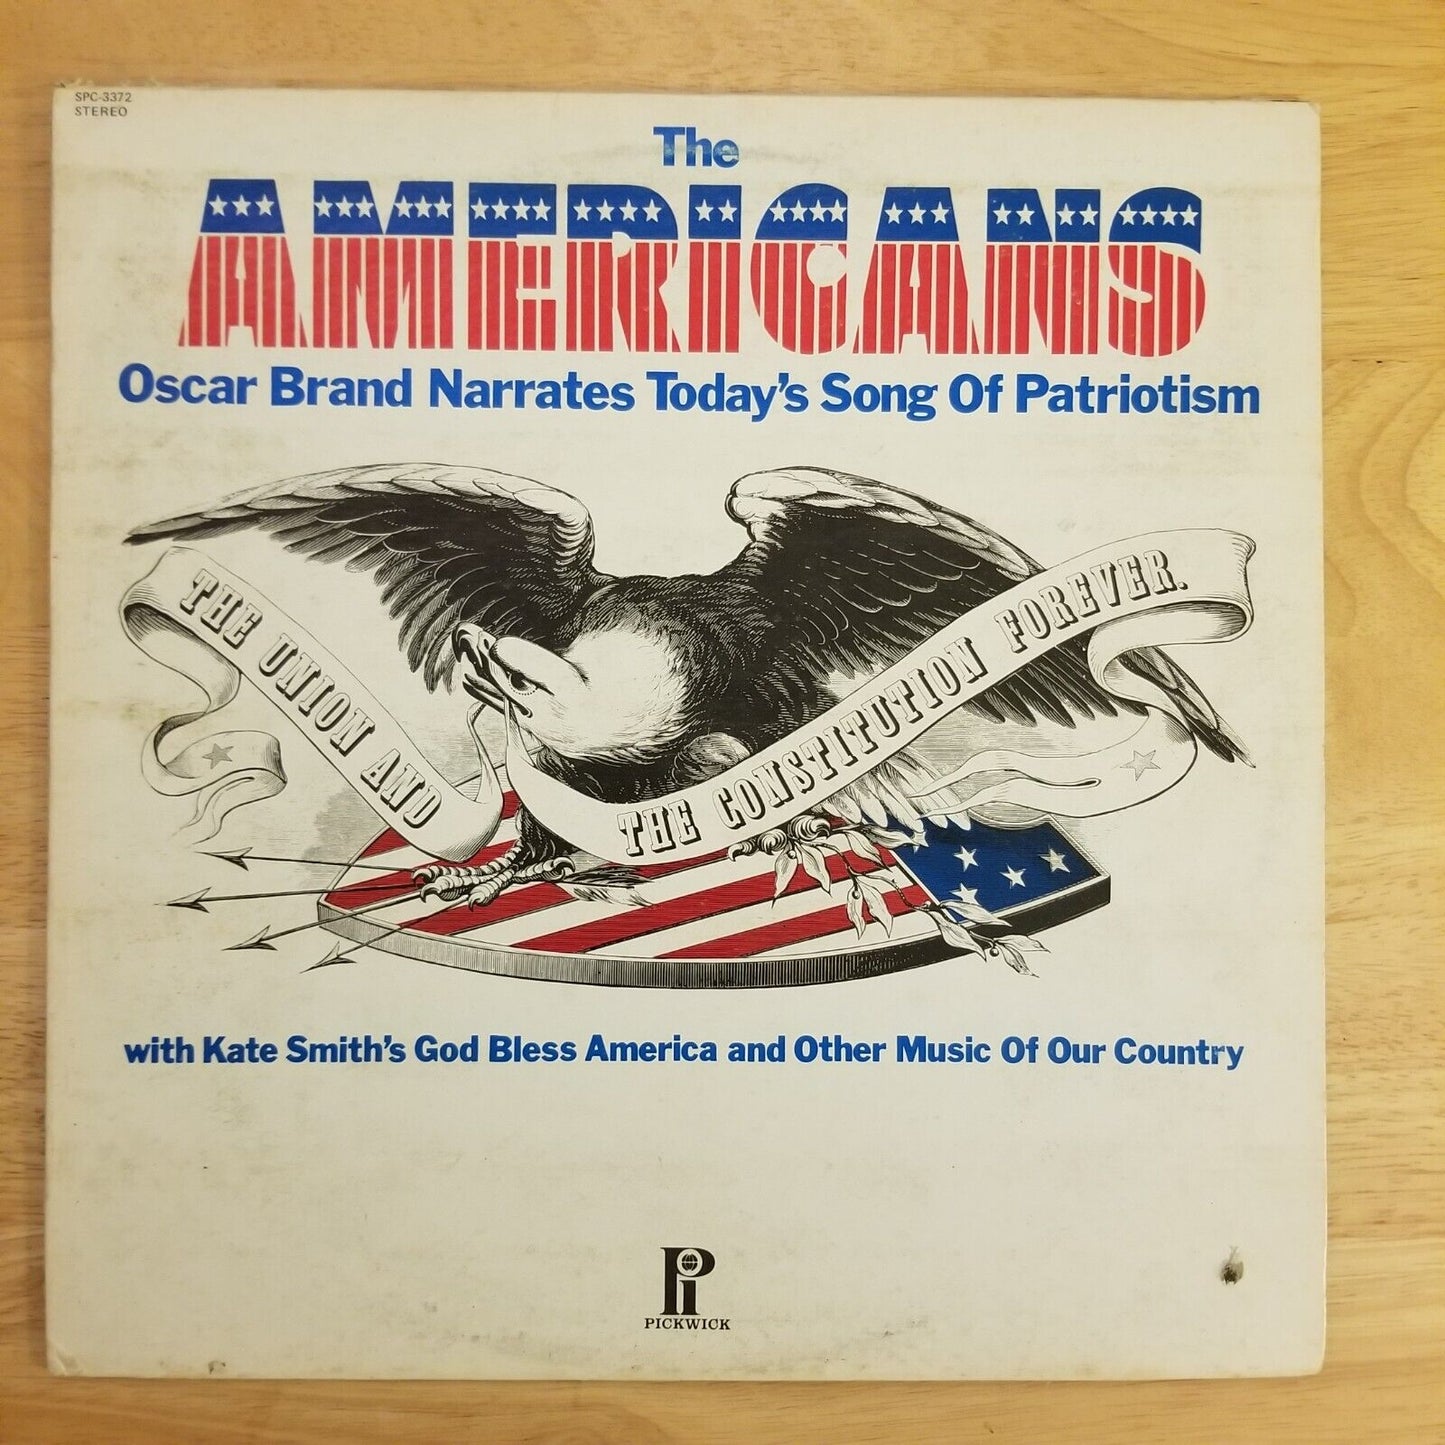 SPC-3372
STEREO
The
AMERICANS
Oscar Brand Narrates Today's Song Of Patriotism
THE UNION AND
THE CONSTITUTION FOREVER.
with Kate Smith's God Bless America and Other Music Of Our Country
Pi
PICKWICK